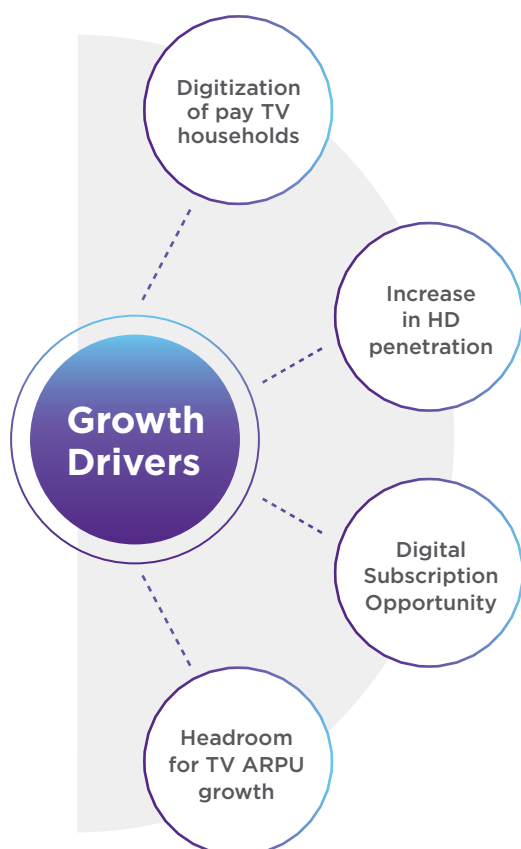 Digitization
of pay TV
households
Increase
in HD
penetration
Growth
Drivers
Digital
Subscription
Opportunity
Headroom
for TV ARPU
growth